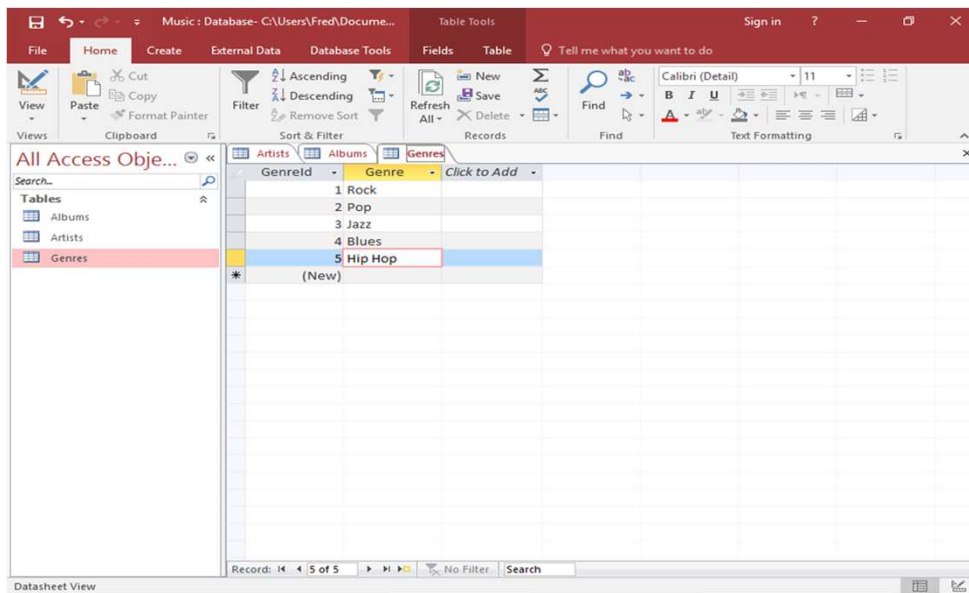 Music : Database- C:\Users\Fred\Docume... Table Tools Sign in ?
File Home Create External Data Database Tools Fields Table Tell me what you want to do
View
Paste
Cut
Copy
Format Painter
Filter
Ascending
Descending
Remove Sort
Refresh All
New
Save
Delete
Find
Calibri (Detail) 11
B I U
A
Views Clipboard Sort & Filter Records Find Text Formatting
All Access Obje...
Search...
Tables
Albums
Artists
Genres
Artists Albums Genres
GenreId Genre Click to Add
1 Rock
2 Pop
3 Jazz
4 Blues
5 Hip Hop
(New)
Record: 5 of 5 No Filter Search
Datasheet View